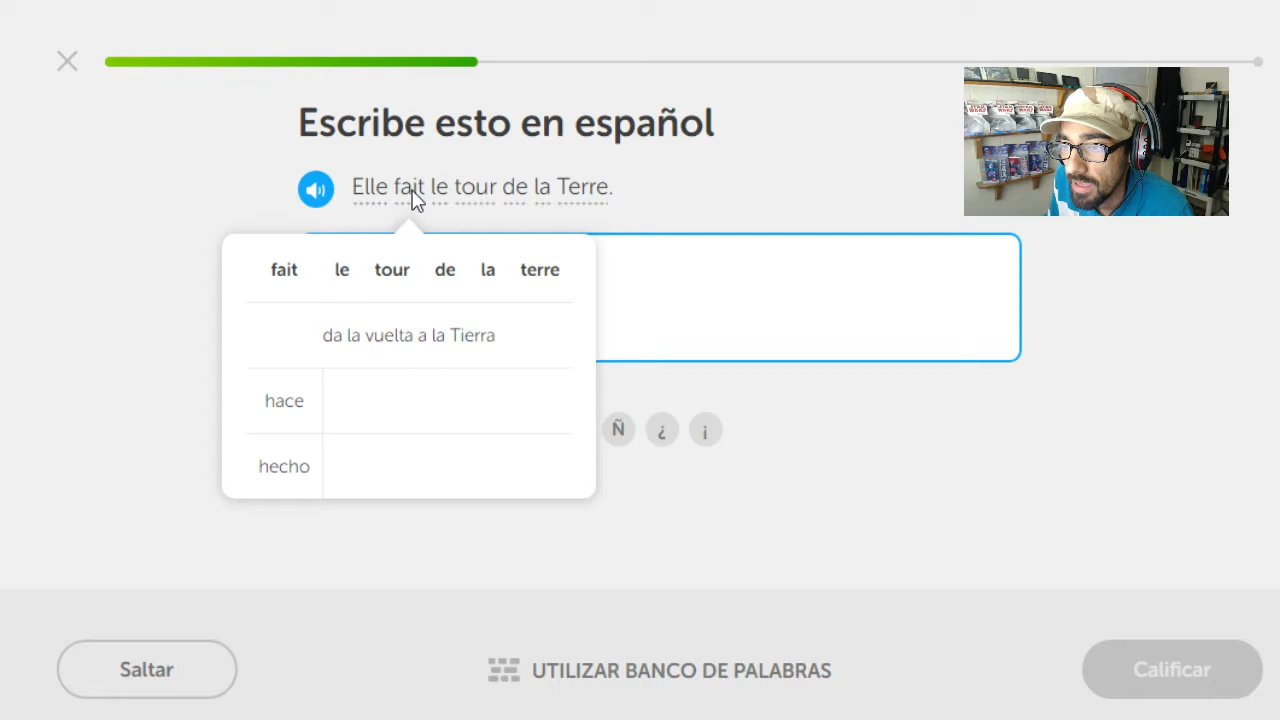 Escribe esto en español
Elle fait le tour de la Terre.
fait le tour de la terre
da la vuelta a la Tierra
hace
hecho
Ñ ¿ ¡
Saltar
UTILIZAR BANCO DE PALABRAS
Calificar